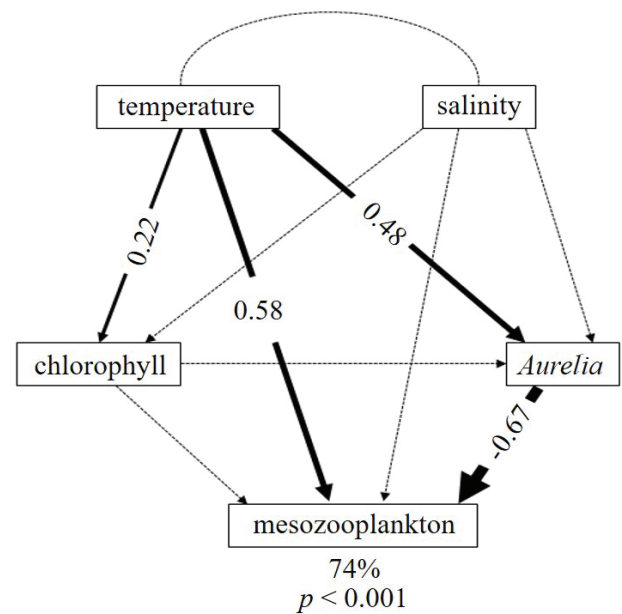 temperature
salinity
0.22
0.48
0.58
chlorophyll
Aurelia
-0.67
mesozooplankton
74%
p < 0.001